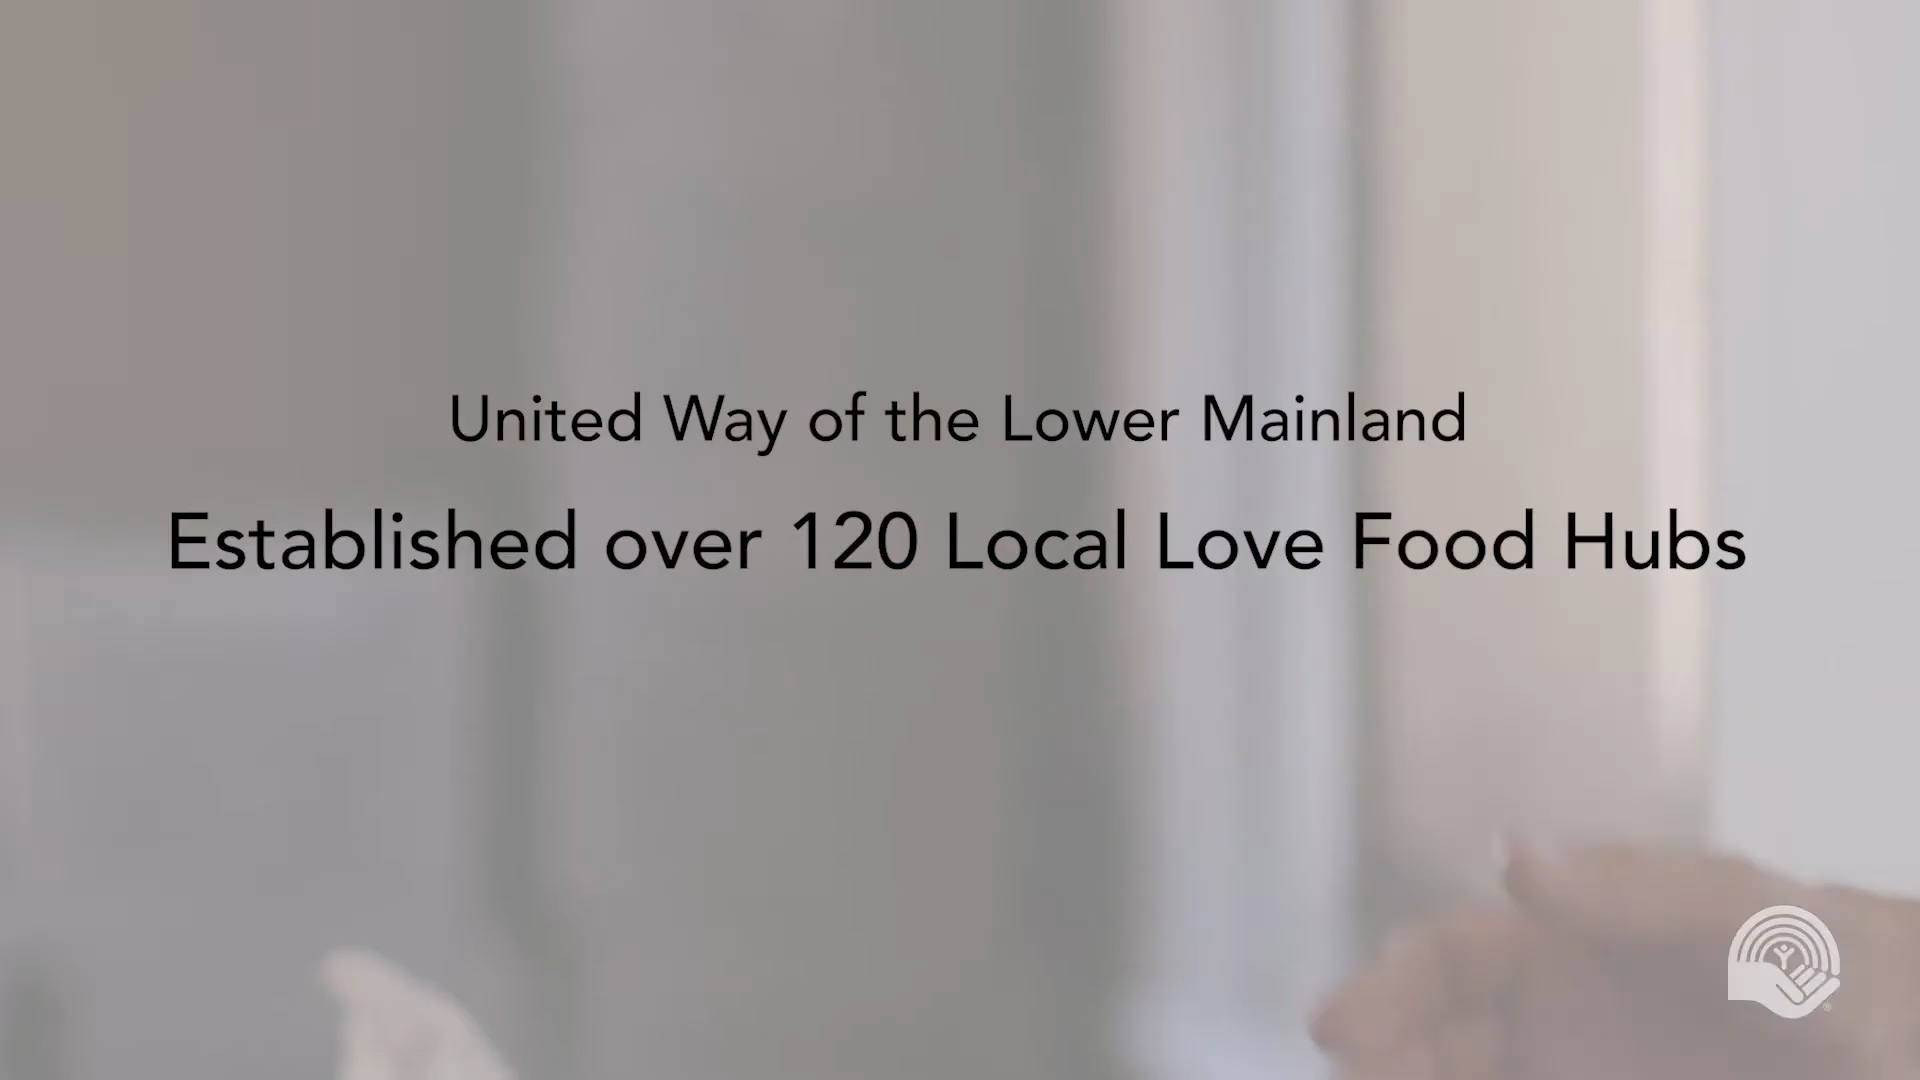 United Way of the Lower Mainland
Established over 120 Local Love Food Hubs